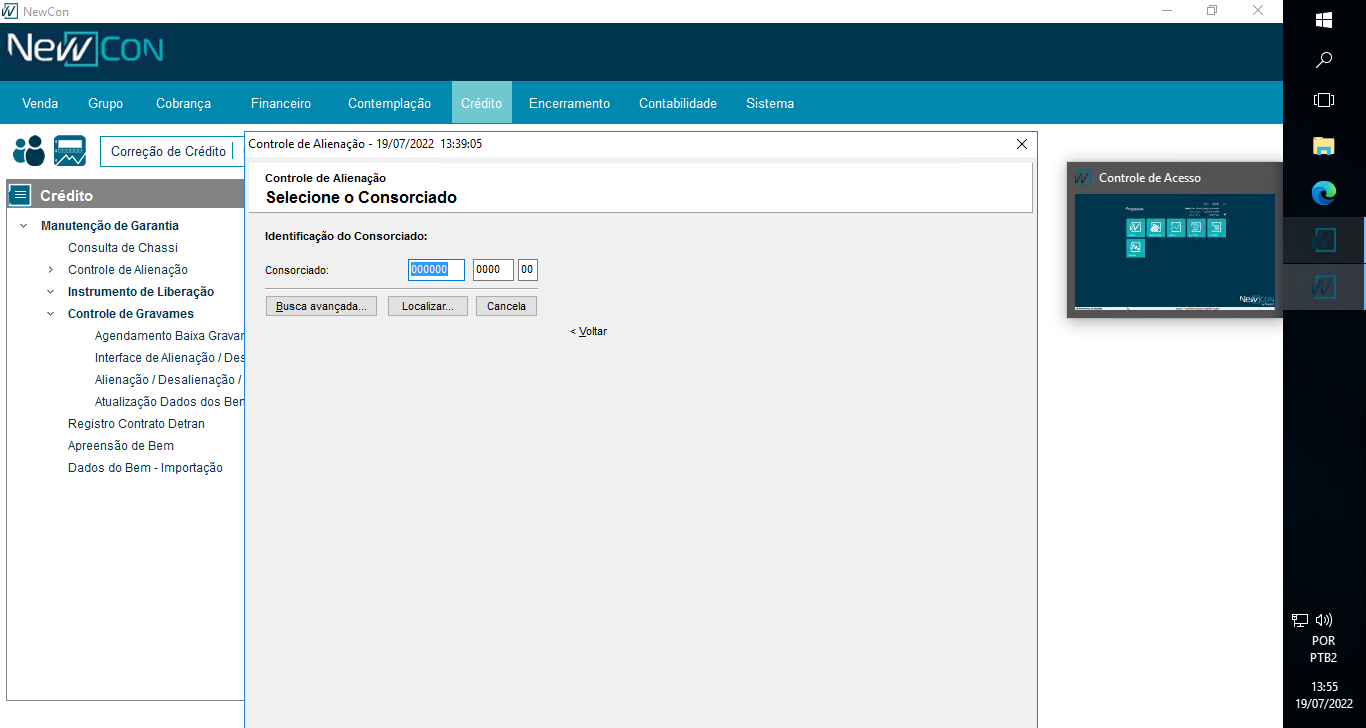 NewCon
NewCon
Venda Grupo Cobrança Financeiro Contemplação Crédito Encerramento Contabilidade Sistema
Correção de Crédito
Crédito
Manutenção de Garantia
Consulta de Chassi
Controle de Alienação
Instrumento de Liberação
Controle de Gravames
Agendamento Baixa Gravar
Interface de Alienação / Des
Alienação / Desalienação /
Atualização Dados dos Ber
Registro Contrato Detran
Apreensão de Bem
Dados do Bem - Importação
Controle de Alienação - 19/07/2022 13:39:05
Controle de Alienação
Selecione o Consorciado
Identificação do Consorciado:
Consorciado: 000000 0000 00
Busca avançada... Localizar... Cancela
< Voltar
Controle de Acesso
Programas
NewCon
POR
PTB2
13:55
19/07/2022